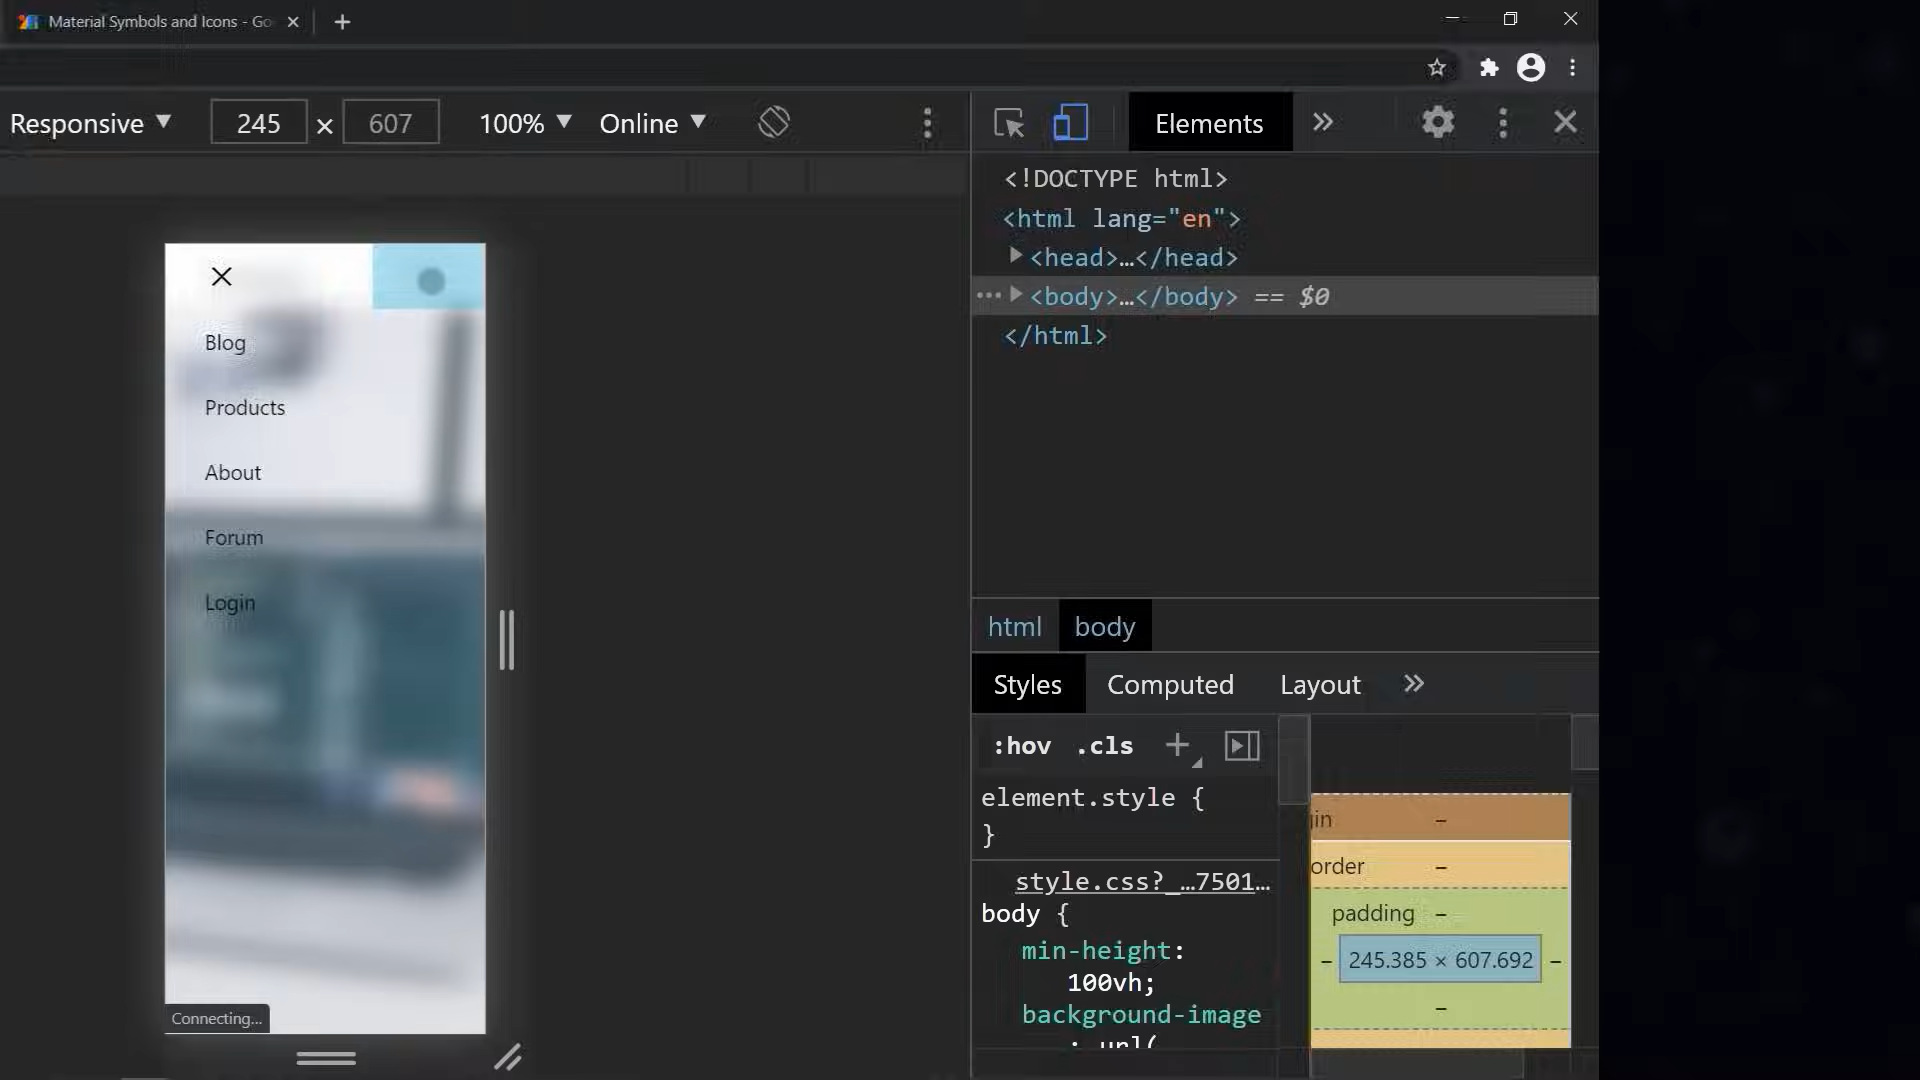 Material Symbols and Icons - Go
Responsive 245 × 607 100% Online
Elements
<!DOCTYPE html>
<html lang="en">
<head>…</head>
<body>…</body> == $0
</html>
Blog
Products
About
Forum
Login
Connecting...
html body
Styles Computed Layout
:hov .cls
element.style {
}
style.css?_…7501…
body {
min-height:
100vh;
background-image
: url(
gin –
order –
padding –
– 245.385 × 607.692 –
–